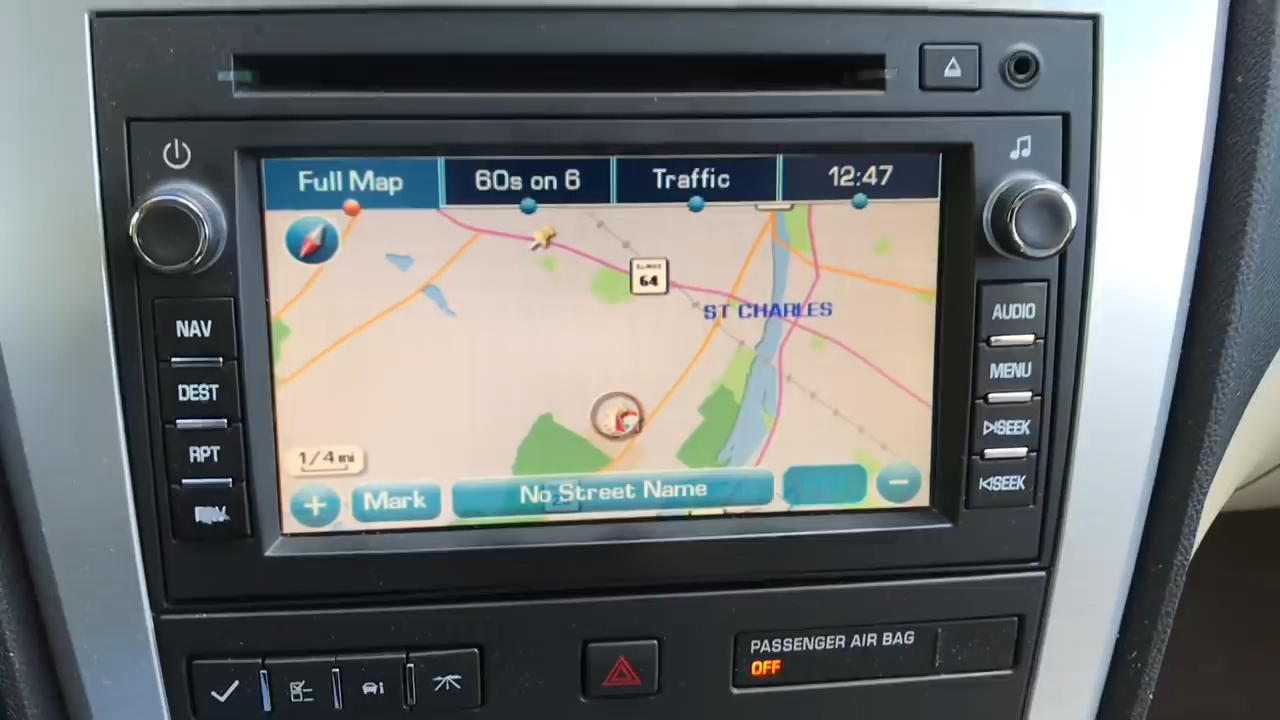 Full Map
60s on 6
Traffic
12:47
64
ST CHARLES
NAV
DEST
RPT
AUDIO
MENU
SEEK
SEEK
1/4 mi
+
Mark
No Street Name
−
PASSENGER AIR BAG
OFF